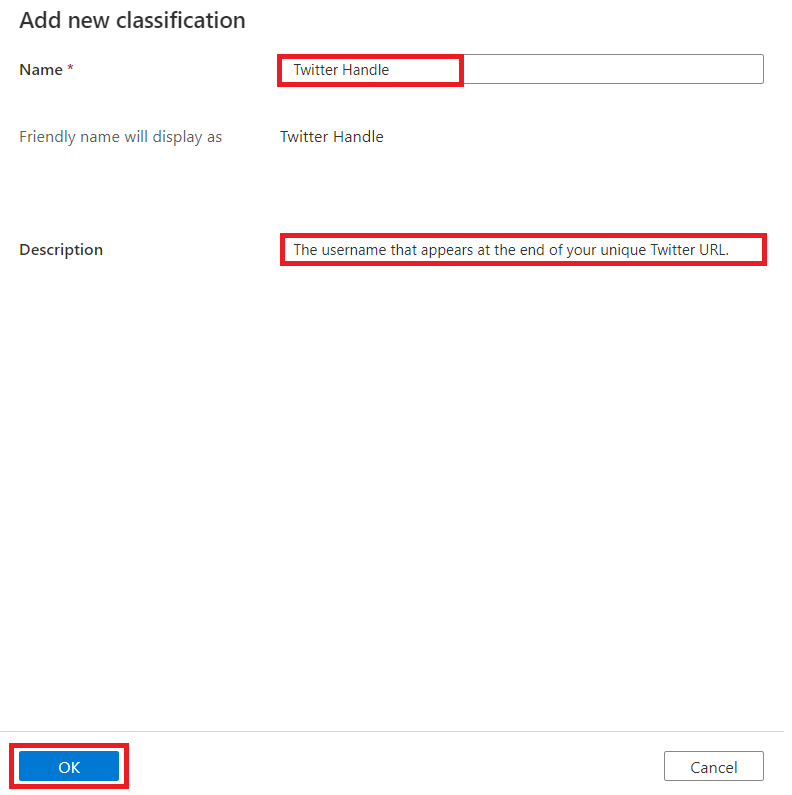 Add new classification
Name * Twitter Handle
Friendly name will display as Twitter Handle
Description The username that appears at the end of your unique Twitter URL.
OK Cancel